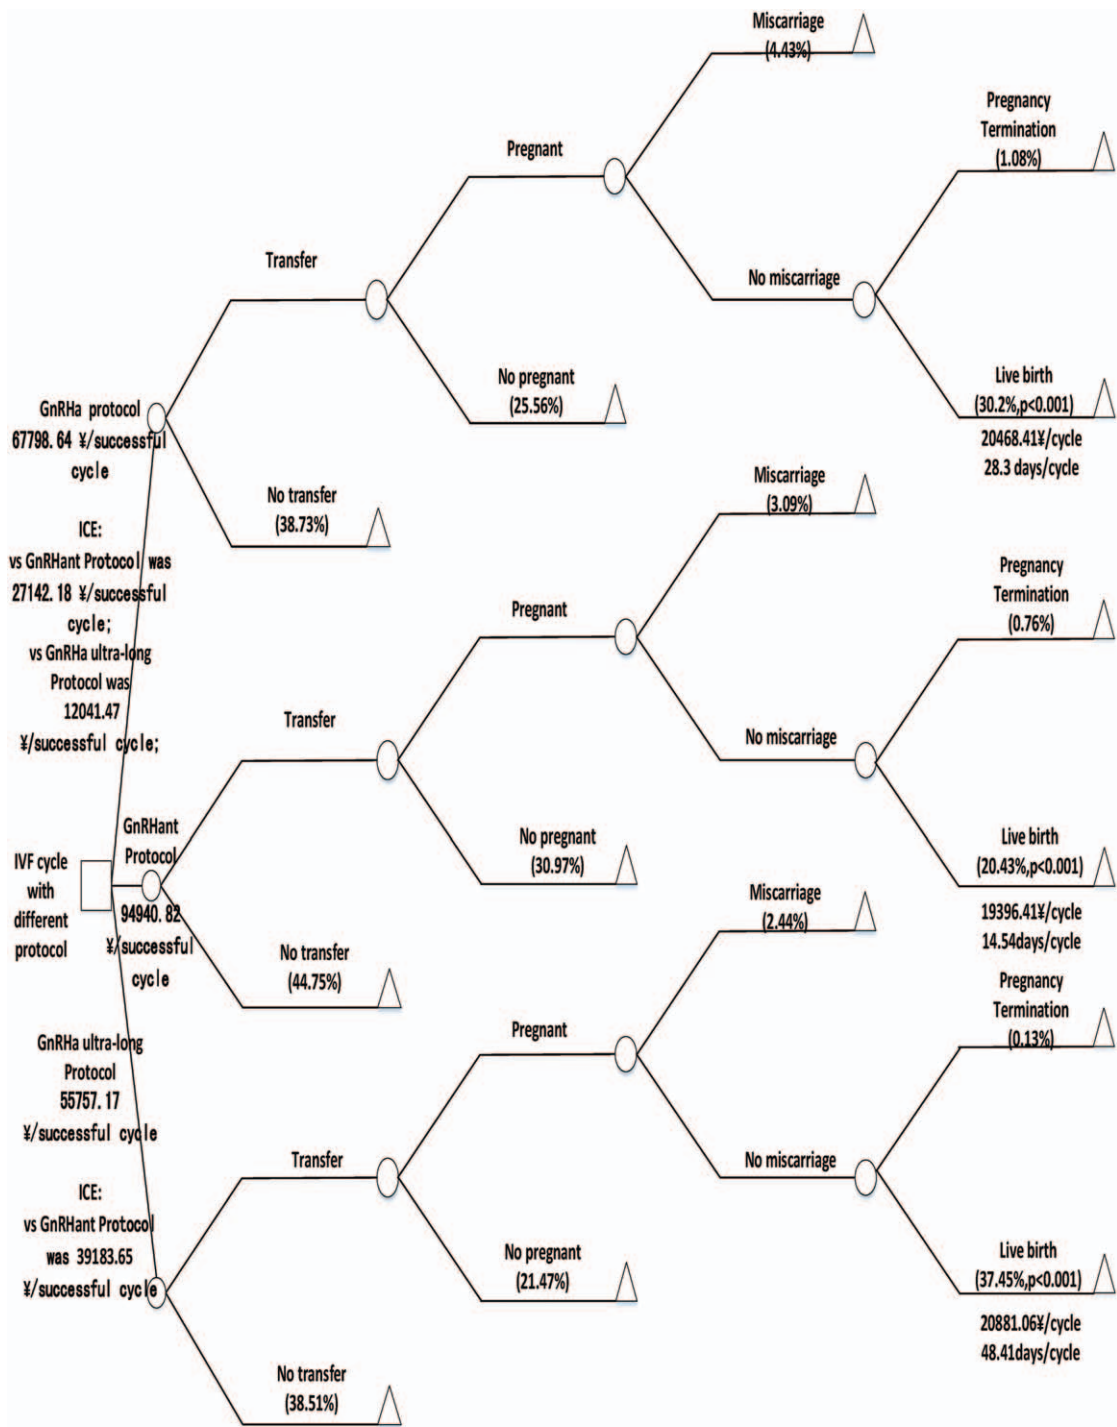 Miscarriage
(4.43%)
Pregnancy
Termination
(1.08%)
Pregnant
Transfer
No miscarriage
No pregnant
(25.56%)
Live birth
(30.2%,p<0.001)
20468.41¥/cycle
28.3 days/cycle
GnRHa protocol
67798.64 ¥/successful
cycle
No transfer
(38.73%)
ICE:
vs GnRHant Protocol was
27142.18 ¥/successful
cycle;
vs GnRHa ultra-long
Protocol was
12041.47
¥/successful cycle;
Miscarriage
(3.09%)
Pregnancy
Termination
(0.76%)
Pregnant
Transfer
No miscarriage
No pregnant
(30.97%)
Live birth
(20.43%,p<0.001)
19396.41¥/cycle
14.54days/cycle
IVF cycle
with
different
protocol
GnRHant
Protocol
94940.82
¥/successful
cycle
No transfer
(44.75%)
Miscarriage
(2.44%)
Pregnancy
Termination
(0.13%)
Pregnant
GnRHa ultra-long
Protocol
55757.17
¥/successful cycle
Transfer
No miscarriage
ICE:
vs GnRHant Protocol
was 39183.65
¥/successful cycle
No pregnant
(21.47%)
Live birth
(37.45%,p<0.001)
20881.06¥/cycle
48.41days/cycle
No transfer
(38.51%)